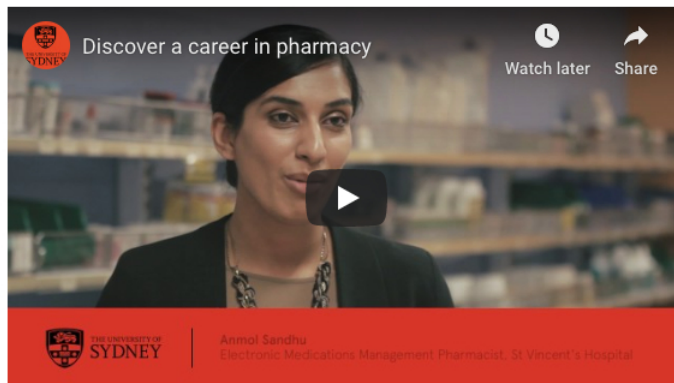 THE UNIVERSITY OF
SYDNEY
Discover a career in pharmacy
Watch later
Share
THE UNIVERSITY OF
SYDNEY
Anmol Sandhu
Electronic Medications Management Pharmacist, St Vincent's Hospital